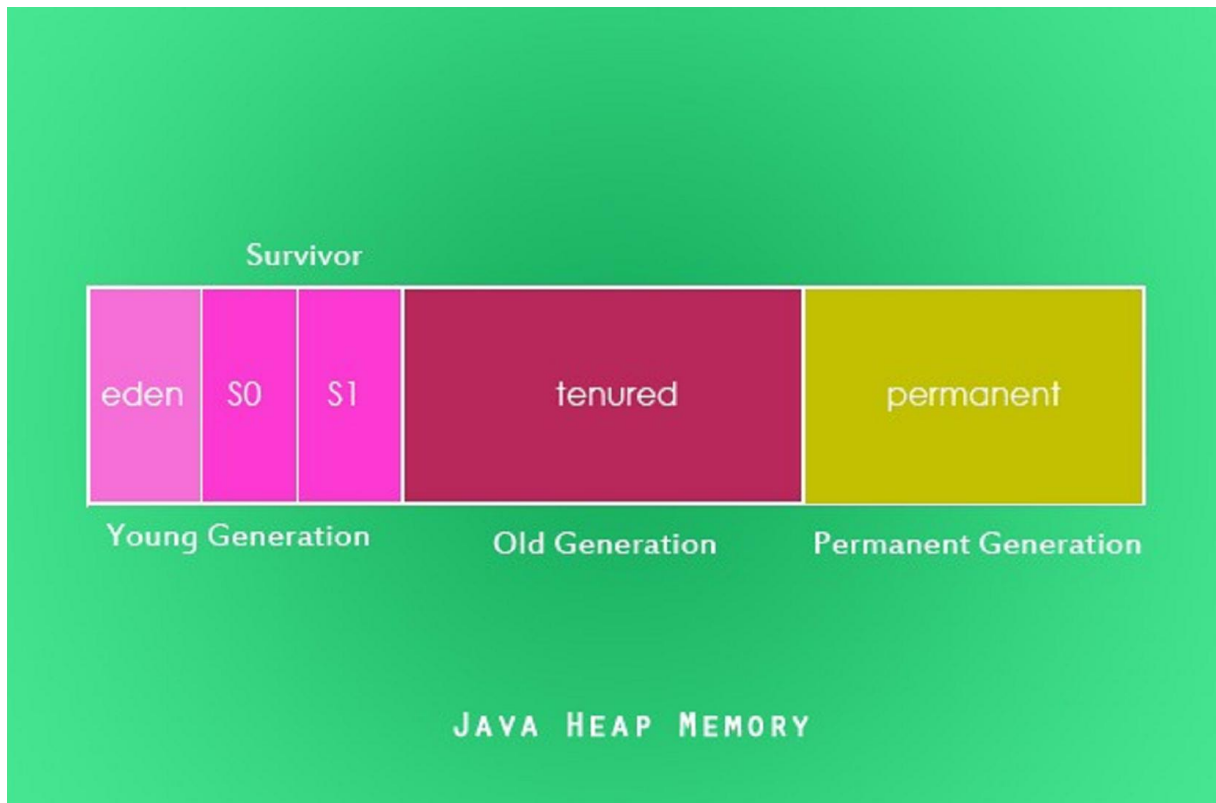 Survivor
eden S0 S1 tenured permanent
Young Generation Old Generation Permanent Generation
Java Heap Memory